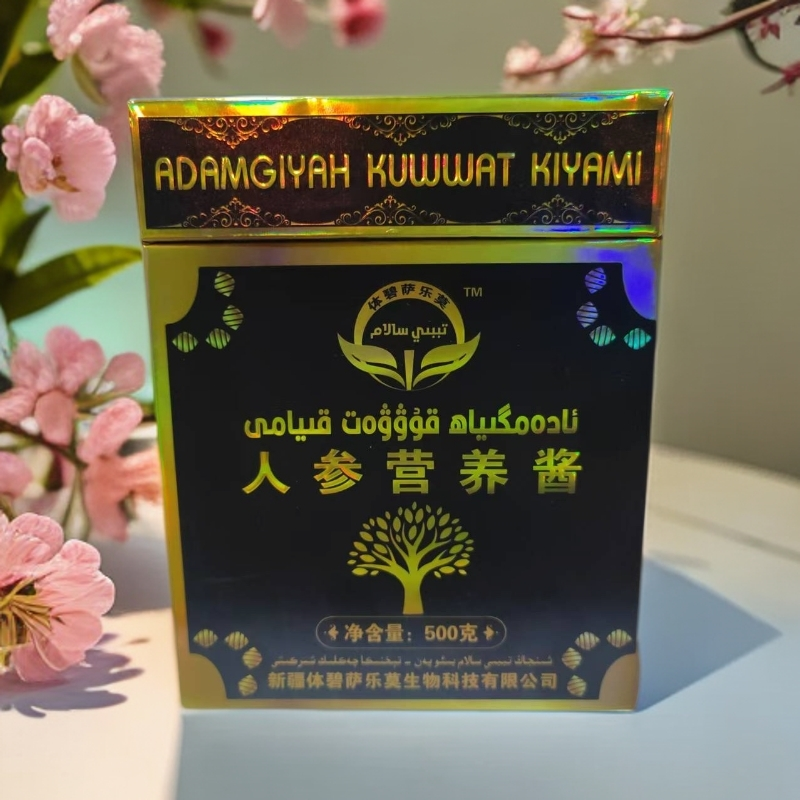 ADAMGIYAH KUWWAT KIYAMI
体碧萨乐莫
TM
تىببىي سالام
ئادەمگىياھ قۇۋۋەت قىيامى
人参营养酱
净含量：500克
新疆体碧萨乐莫生物科技有限公司